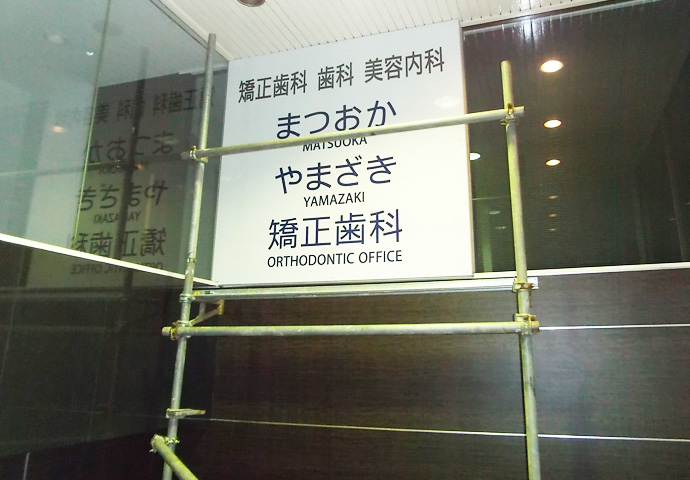 矯正歯科 歯科 美容内科
まつおか
MATSUOKA
やまざき
YAMAZAKI
矯正歯科
ORTHODONTIC OFFICE